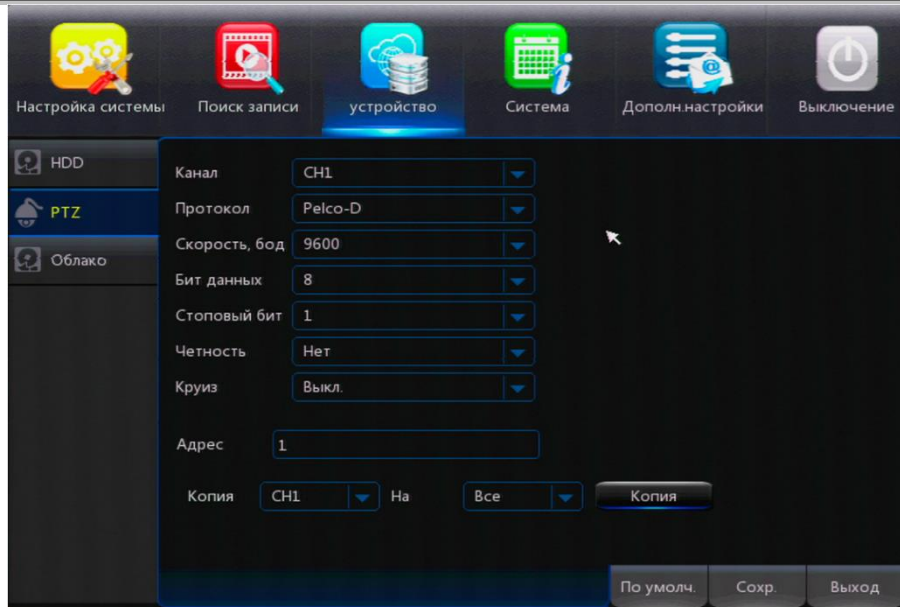 Настройка системы Поиск записи устройство Система Дополн.настройки Выключение
HDD
PTZ
Облако
Канал CH1
Протокол Pelco-D
Скорость, бод 9600
Бит данных 8
Стоповый бит 1
Четность Нет
Круиз Выкл.
Адрес 1
Копия CH1 На Все Копия
По умолч. Сохр. Выход